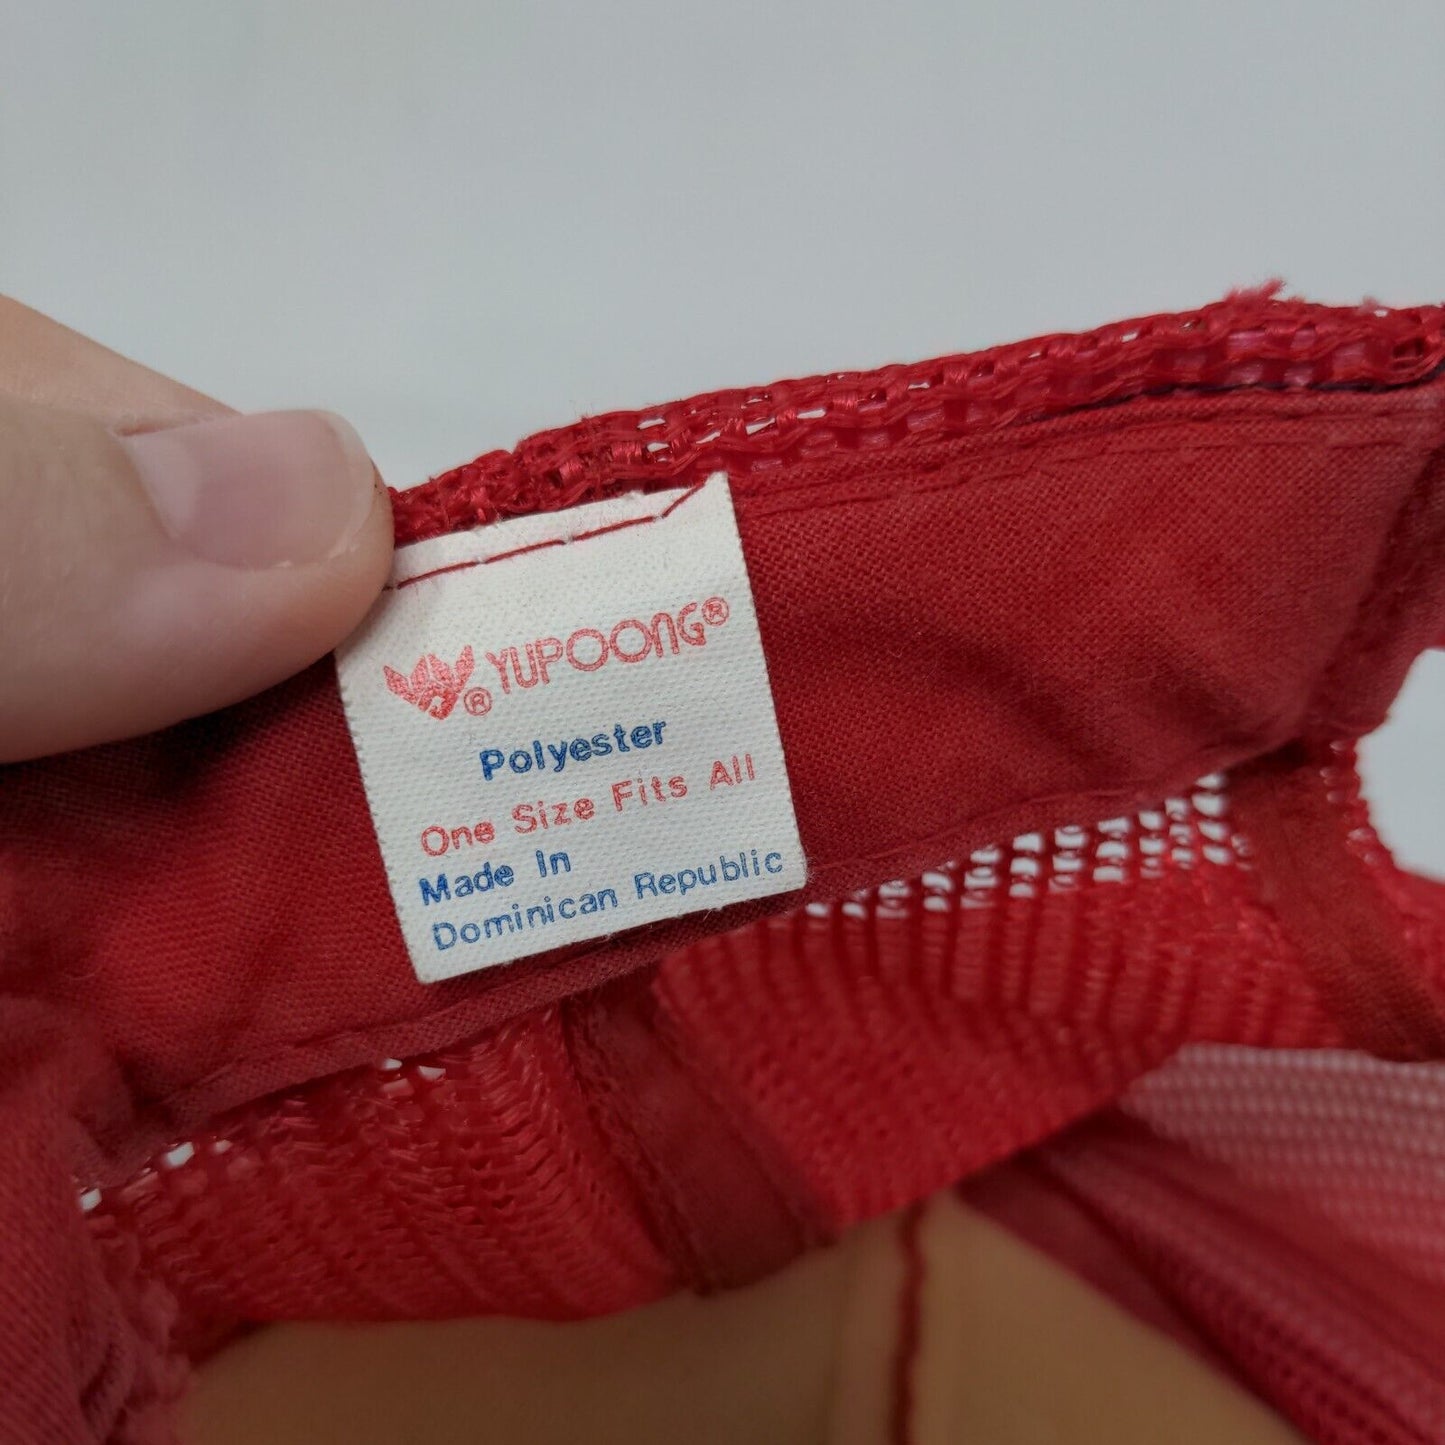 YUPOONG®
®
Polyester
One Size Fits All
Made In
Dominican Republic